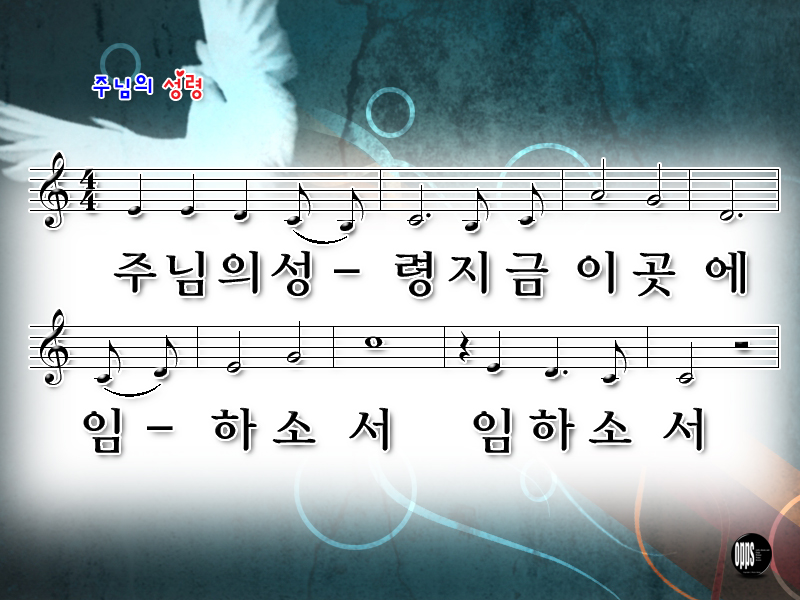 주님의 성령
주님의성- 령지금 이곳 에
임- 하소 서 임하소 서
opps